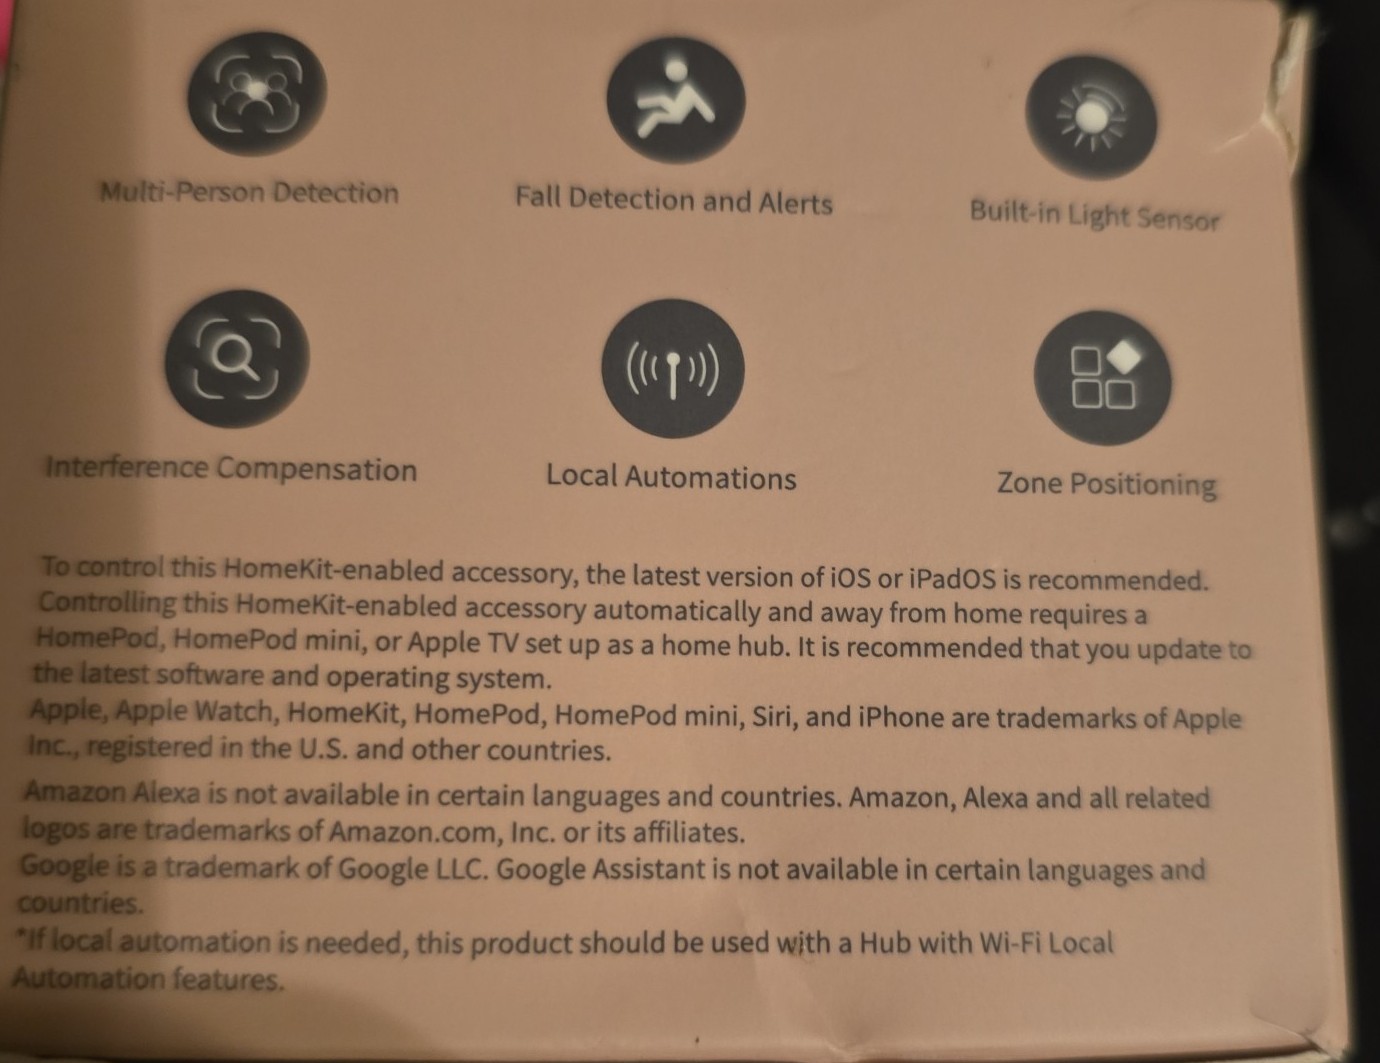 Multi-Person Detection
Fall Detection and Alerts
Built-in Light Sensor
Interference Compensation
Local Automations
Zone Positioning
To control this HomeKit-enabled accessory, the latest version of iOS or iPadOS is recommended.
Controlling this HomeKit-enabled accessory automatically and away from home requires a
HomePod, HomePod mini, or Apple TV set up as a home hub. It is recommended that you update to
the latest software and operating system.
Apple, Apple Watch, HomeKit, HomePod, HomePod mini, Siri, and iPhone are trademarks of Apple
Inc., registered in the U.S. and other countries.
Amazon Alexa is not available in certain languages and countries. Amazon, Alexa and all related
logos are trademarks of Amazon.com, Inc. or its affiliates.
Google is a trademark of Google LLC. Google Assistant is not available in certain languages and
countries.
*If local automation is needed, this product should be used with a Hub with Wi-Fi Local
Automation features.